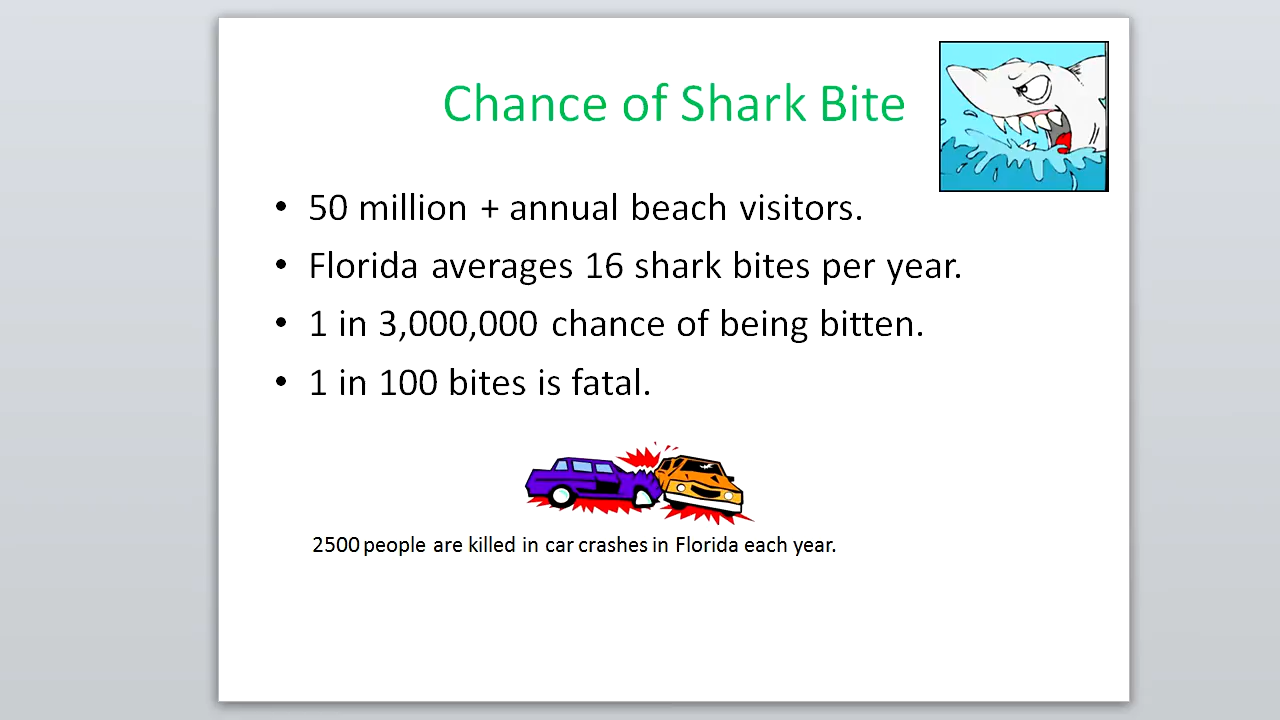 Chance of Shark Bite
• 50 million + annual beach visitors.
• Florida averages 16 shark bites per year.
• 1 in 3,000,000 chance of being bitten.
• 1 in 100 bites is fatal.
2500 people are killed in car crashes in Florida each year.